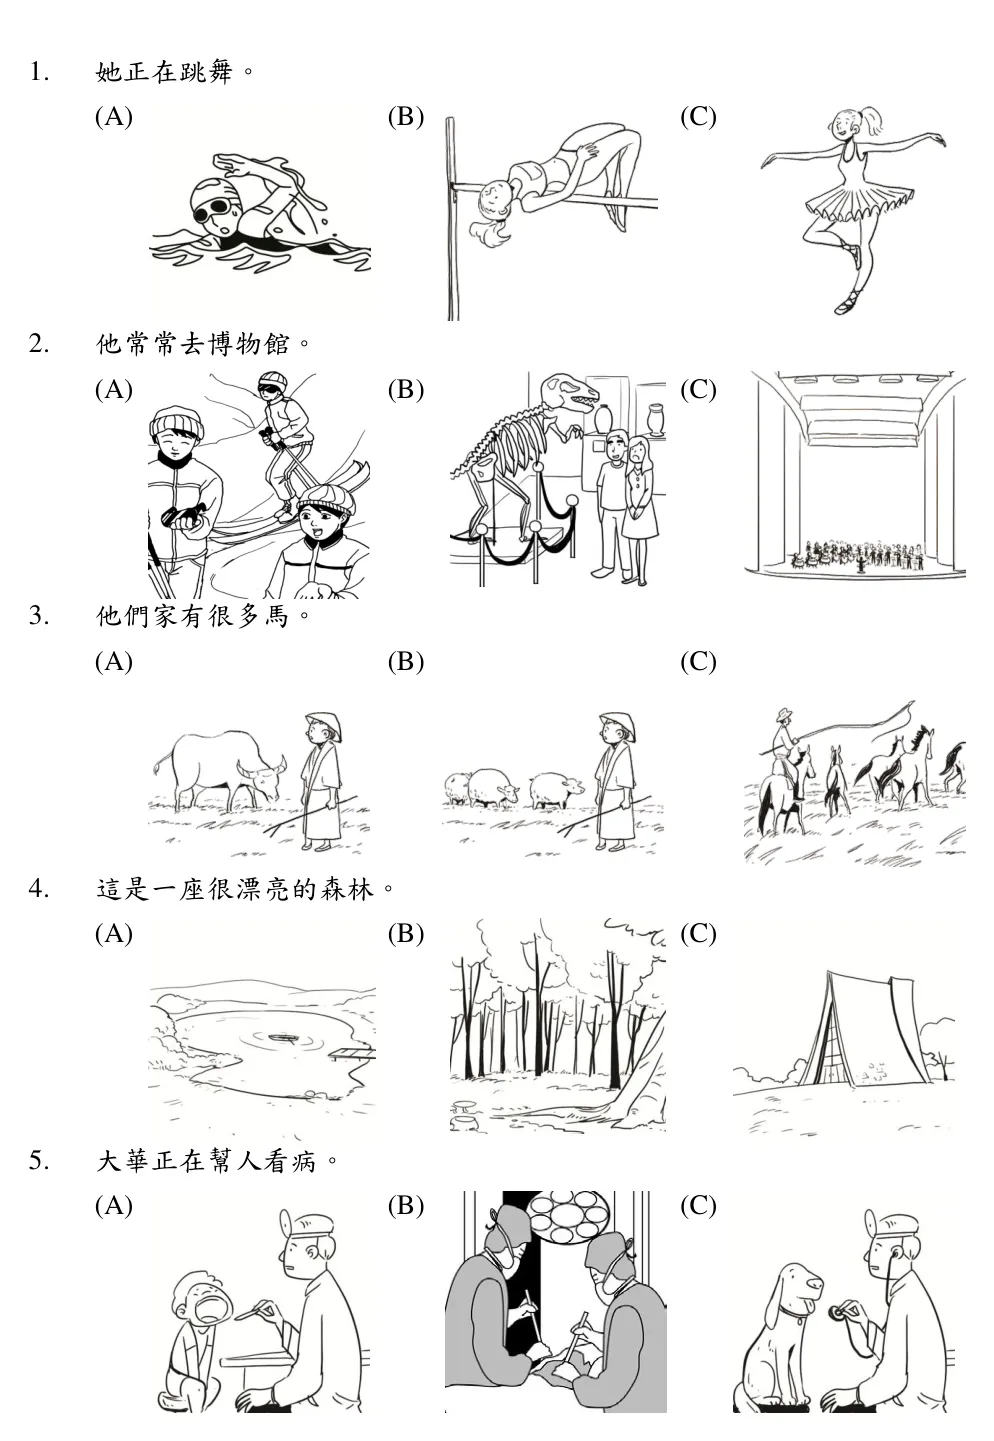 1. 她正在跳舞。
(A) (B) (C)
2. 他常常去博物館。
(A) (B) (C)
3. 他們家有很多馬。
(A) (B) (C)
4. 這是一座很漂亮的森林。
(A) (B) (C)
5. 大華正在幫人看病。
(A) (B) (C)